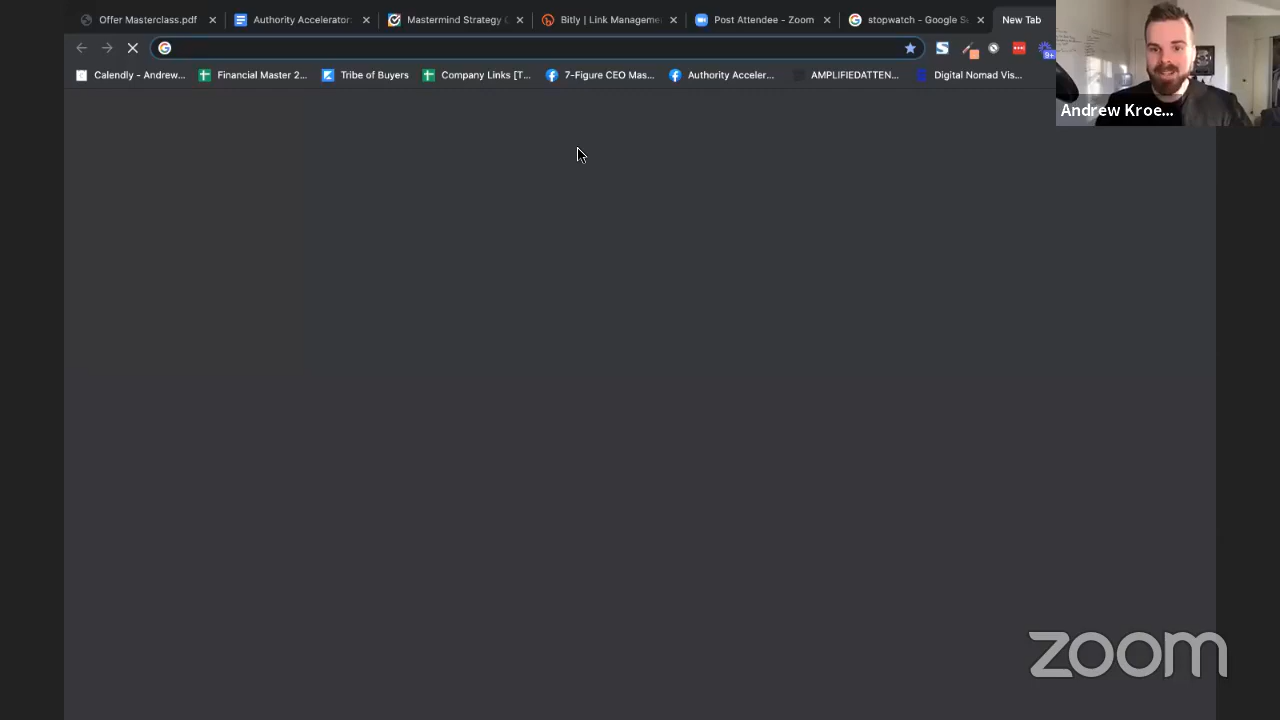 Offer Masterclass.pdf
Authority Accelerator:
Mastermind Strategy
Bitly | Link Manageme
Post Attendee - Zoom
stopwatch - Google S
New Tab
9+
Calendly - Andrew...
Financial Master 2...
Tribe of Buyers
Company Links [T...
7-Figure CEO Mas...
Authority Acceler...
AMPLIFIEDATTEN...
Digital Nomad Vis...
Andrew Kroe...
zoom